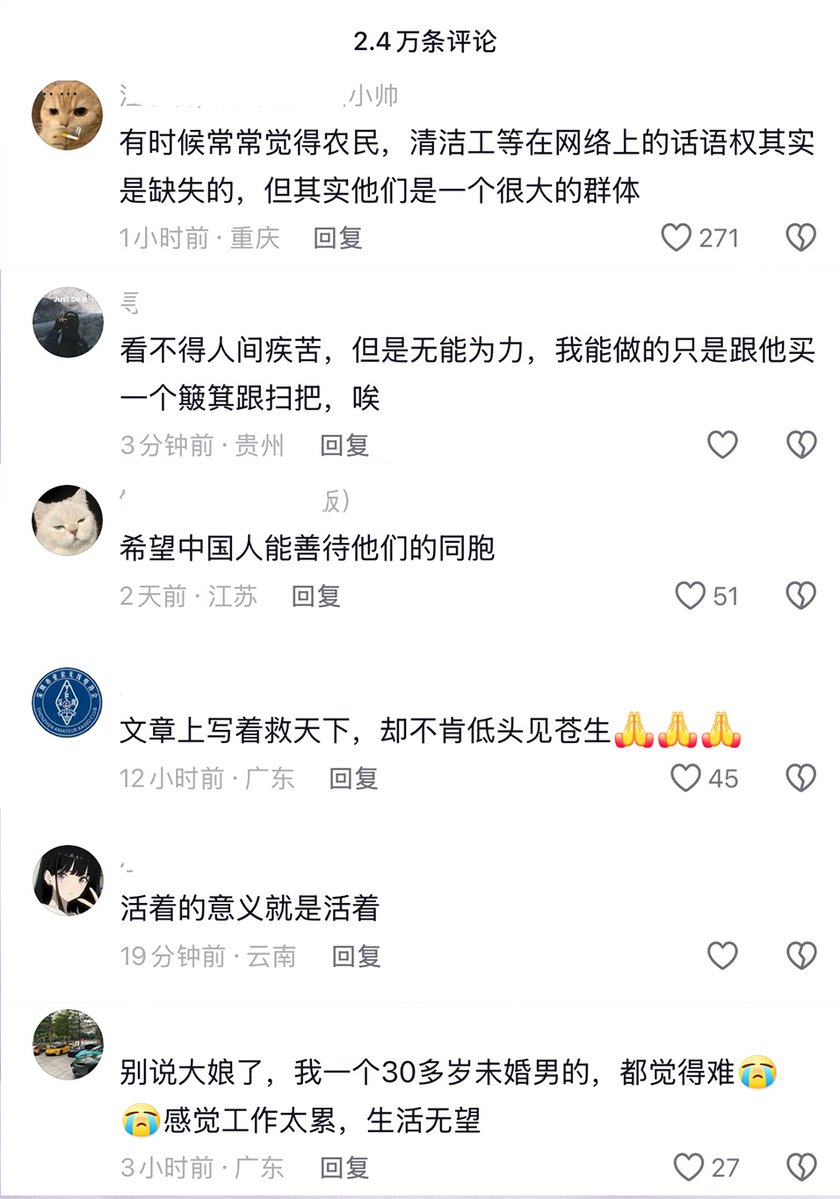 2.4万条评论
小帅
有时候常常觉得农民，清洁工等在网络上的话语权其实
是缺失的，但其实他们是一个很大的群体
1小时前·重庆 回复 271
Just Do It
看不得人间疾苦，但是无能为力，我能做的只是跟他买
一个簸箕跟扫把，唉
3分钟前·贵州 回复
希望中国人能善待他们的同胞
2天前·江苏 回复 51
文章上写着救天下，却不肯低头见苍生🙏🙏🙏
12小时前·广东 回复 45
活着的意义就是活着
19分钟前·云南 回复
别说大娘了，我一个30多岁未婚男的，都觉得难😭
😭感觉工作太累，生活无望
3小时前·广东 回复 27